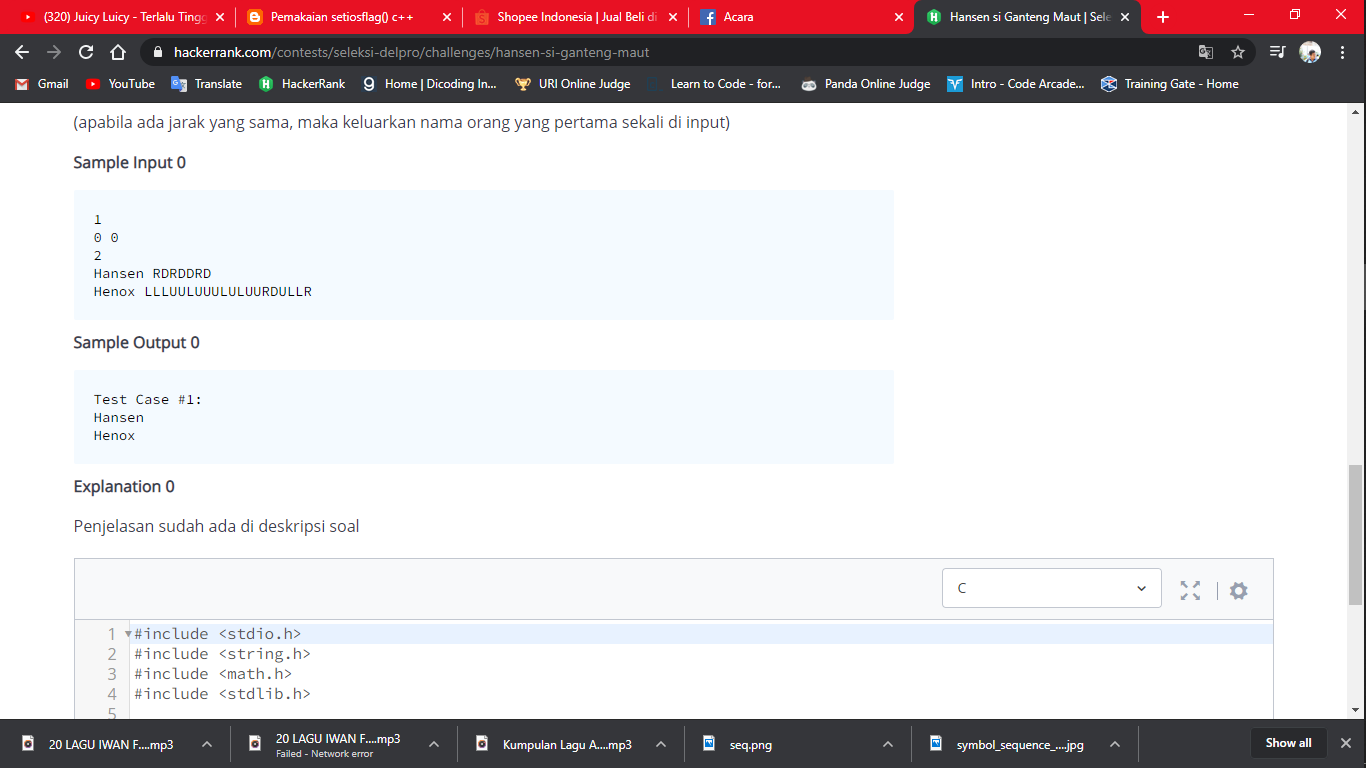 (320) Juicy Luicy - Terlalu Tingg
Pemakaian setiosflag() c++
Shopee Indonesia | Jual Beli di
Acara
Hansen si Ganteng Maut | Sele
hackerrank.com/contests/seleksi-delpro/challenges/hansen-si-ganteng-maut
Gmail
YouTube
Translate
HackerRank
Home | Dicoding In...
URI Online Judge
Learn to Code - for...
Panda Online Judge
Intro - Code Arcade...
Training Gate - Home
(apabila ada jarak yang sama, maka keluarkan nama orang yang pertama sekali di input)
Sample Input 0
1
0 0
2
Hansen RDRDDRD
Henox LLLUULUUULULUURDULLR
Sample Output 0
Test Case #1:
Hansen
Henox
Explanation 0
Penjelasan sudah ada di deskripsi soal
C
1 #include <stdio.h>
2 #include <string.h>
3 #include <math.h>
4 #include <stdlib.h>
5
20 LAGU IWAN F....mp3
20 LAGU IWAN F....mp3
Failed - Network error
Kumpulan Lagu A....mp3
seq.png
symbol_sequence_....jpg
Show all